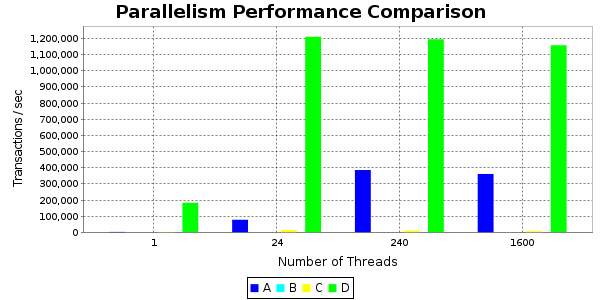 Parallelism Performance Comparison
Transactions / sec
1,200,000
1,100,000
1,000,000
900,000
800,000
700,000
600,000
500,000
400,000
300,000
200,000
100,000
0
1 24 240 1600
Number of Threads
A B C D